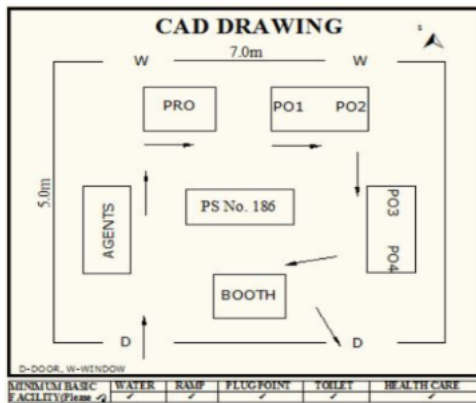 CAD DRAWING
S
W 7.0m W
PRO
PO1 PO2
5.0m
AGENTS
PS No. 186
PO3 PO4
BOOTH
D D
D-DOOR, W-WINDOW
MINIMUM BASIC FACILITY(Please ✓) WATER RAMP PLUGPOINT TOILET HEALTH CARE
✓ ✓ ✓ ✓ ✓